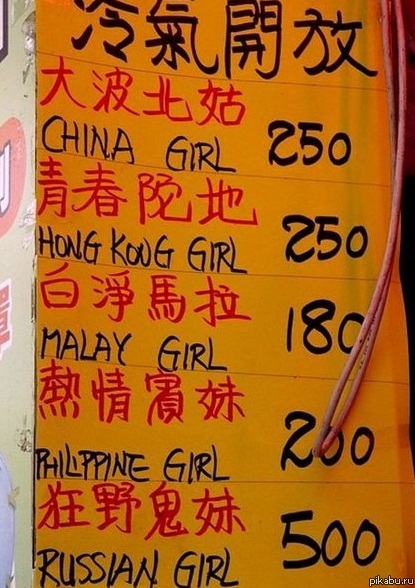 冷氣開放
大波北姑
CHINA GIRL 250
青春陀地
HONG KONG GIRL 250
白淨馬拉
MALAY GIRL 180
熱情賓妹
PHILIPPINE GIRL 200
狂野鬼妹
RUSSIAN GIRL 500
pikabu.ru